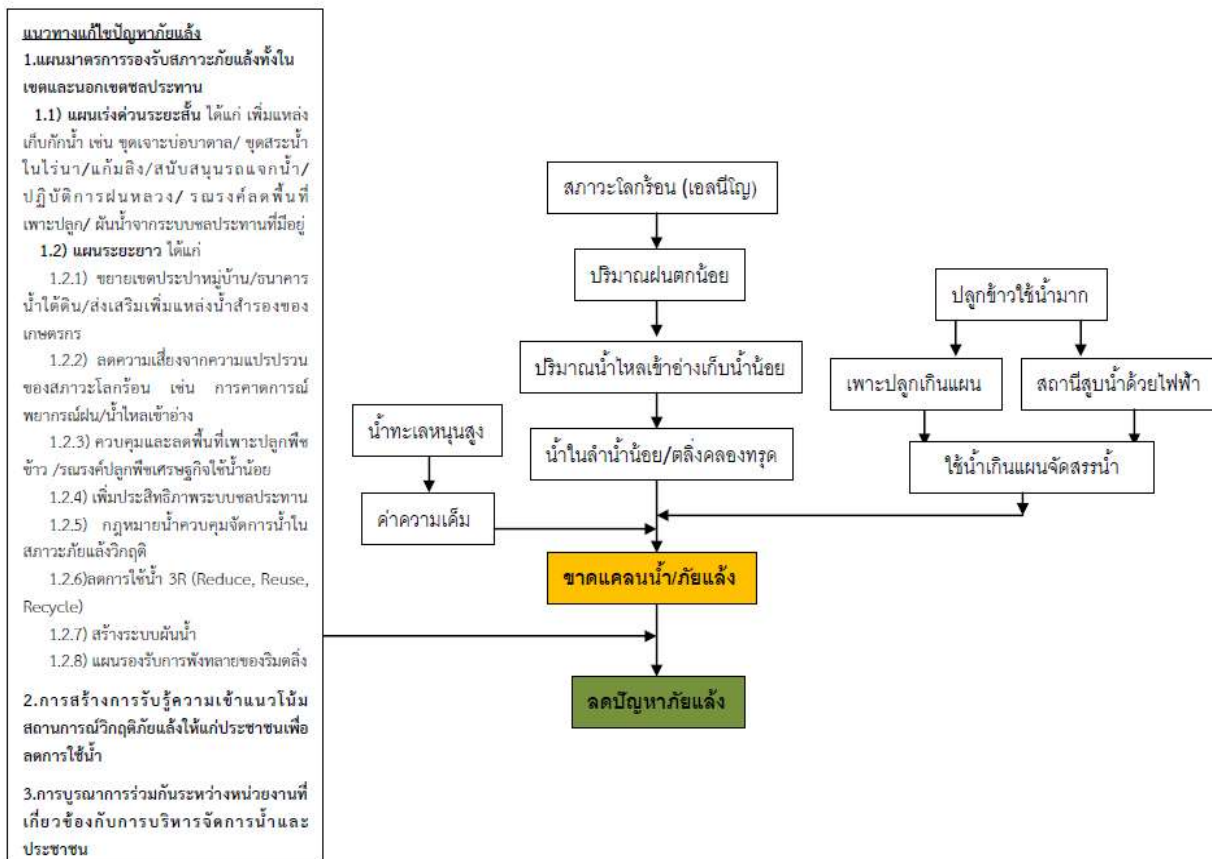 แนวทางแก้ไขปัญหาภัยแล้ง
1.แผนมาตรการรองรับสภาวะภัยแล้งทั้งใน
เขตและนอกเขตชลประทาน
1.1) แผนเร่งด่วนระยะสั้น ได้แก่ เพิ่มแหล่ง
เก็บกักน้ำ เช่น ขุดเจาะบ่อบาดาล/ ขุดสระน้ำ
ในไร่นา/แก้มลิง/สนับสนุนรถแจกน้ำ/
ปฏิบัติการฝนหลวง/ รณรงค์ลดพื้นที่
เพาะปลูก/ ผันน้ำจากระบบชลประทานที่มีอยู่
1.2) แผนระยะยาว ได้แก่
1.2.1) ขยายเขตประปาหมู่บ้าน/ธนาคาร
น้ำใต้ดิน/ส่งเสริมเพิ่มแหล่งน้ำสำรองของ
เกษตรกร
1.2.2) ลดความเสี่ยงจากความแปรปรวน
ของสภาวะโลกร้อน เช่น การคาดการณ์
พยากรณ์ฝน/น้ำไหลเข้าอ่าง
1.2.3) ควบคุมและลดพื้นที่เพาะปลูกพืช
ข้าว /รณรงค์ปลูกพืชเศรษฐกิจใช้น้ำน้อย
1.2.4) เพิ่มประสิทธิภาพระบบชลประทาน
1.2.5) กฎหมายน้ำควบคุมจัดการน้ำใน
สภาวะภัยแล้งวิกฤติ
1.2.6)ลดการใช้น้ำ 3R (Reduce, Reuse,
Recycle)
1.2.7) สร้างระบบผันน้ำ
1.2.8) แผนรองรับการพังทลายของริมตลิ่ง
2.การสร้างการรับรู้ความเข้าแนวโน้ม
สถานการณ์วิกฤติภัยแล้งให้แก่ประชาชนเพื่อ
ลดการใช้น้ำ
3.การบูรณาการร่วมกันระหว่างหน่วยงานที่
เกี่ยวข้องกับการบริหารจัดการน้ำและ
ประชาชน
สภาวะโลกร้อน (เอลนีโญ)
ปริมาณฝนตกน้อย
ปริมาณน้ำไหลเข้าอ่างเก็บน้ำน้อย
น้ำในลำน้ำน้อย/ตลิ่งคลองทรุด
น้ำทะเลหนุนสูง
ค่าความเค็ม
ปลูกข้าวใช้น้ำมาก
เพาะปลูกเกินแผน
สถานีสูบน้ำด้วยไฟฟ้า
ใช้น้ำเกินแผนจัดสรรน้ำ
ขาดแคลนน้ำ/ภัยแล้ง
ลดปัญหาภัยแล้ง